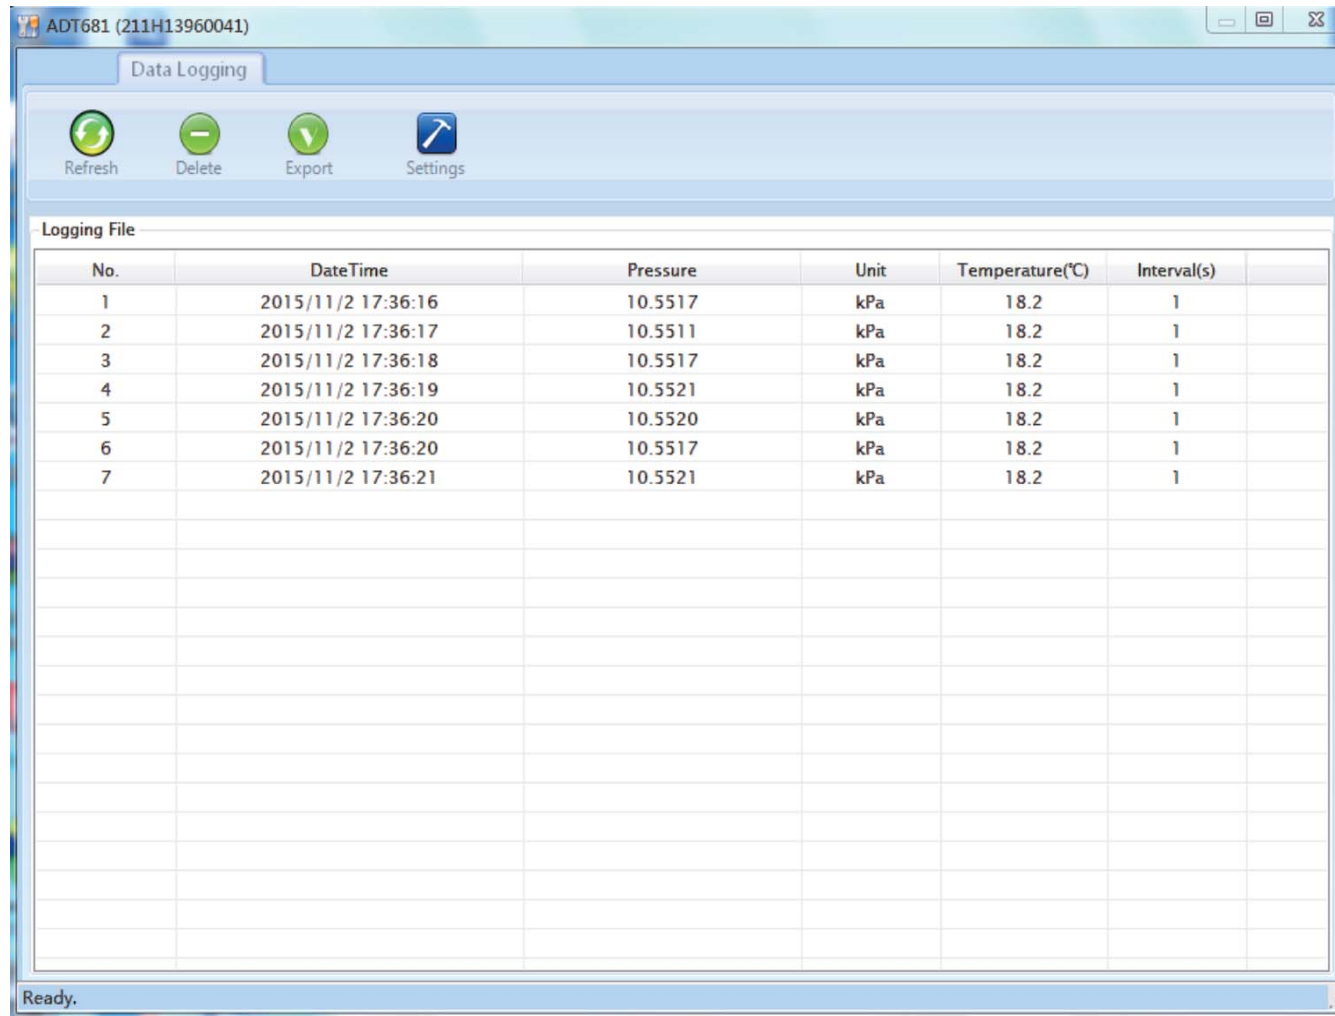 ADT681 (211H13960041)
Data Logging
Refresh Delete Export Settings
Logging File
No. DateTime Pressure Unit Temperature(℃) Interval(s)
1 2015/11/2 17:36:16 10.5517 kPa 18.2 1
2 2015/11/2 17:36:17 10.5511 kPa 18.2 1
3 2015/11/2 17:36:18 10.5517 kPa 18.2 1
4 2015/11/2 17:36:19 10.5521 kPa 18.2 1
5 2015/11/2 17:36:20 10.5520 kPa 18.2 1
6 2015/11/2 17:36:20 10.5517 kPa 18.2 1
7 2015/11/2 17:36:21 10.5521 kPa 18.2 1
Ready.